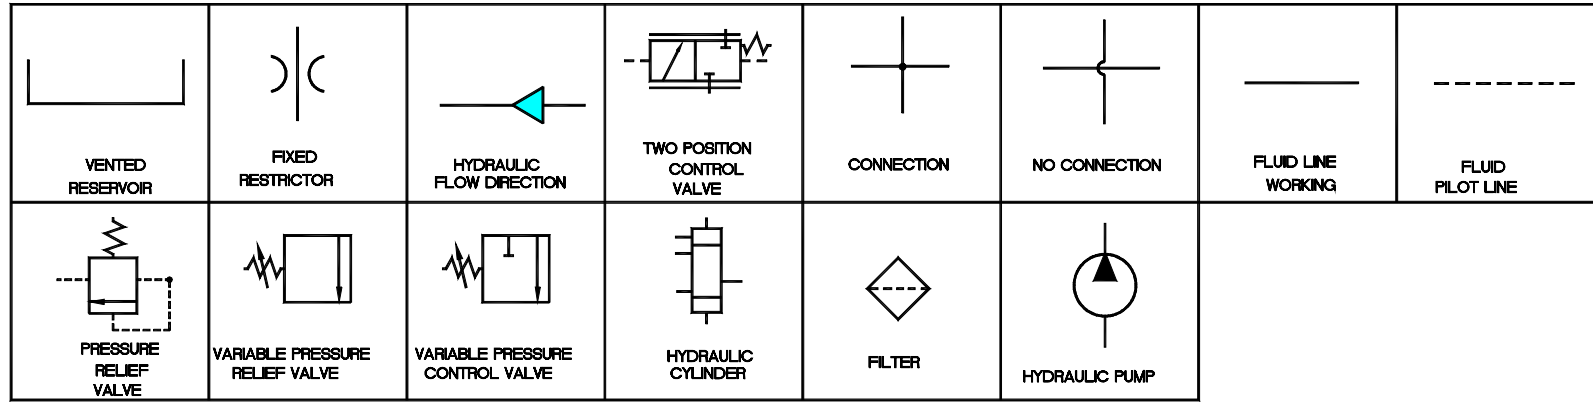 VENTED
RESERVOIR
FIXED
RESTRICTOR
HYDRAULIC
FLOW DIRECTION
TWO POSITION
CONTROL
VALVE
CONNECTION
NO CONNECTION
FLUID LINE
WORKING
FLUID
PILOT LINE
PRESSURE
RELIEF
VALVE
VARIABLE PRESSURE
RELIEF VALVE
VARIABLE PRESSURE
CONTROL VALVE
HYDRAULIC
CYLINDER
FILTER
HYDRAULIC PUMP